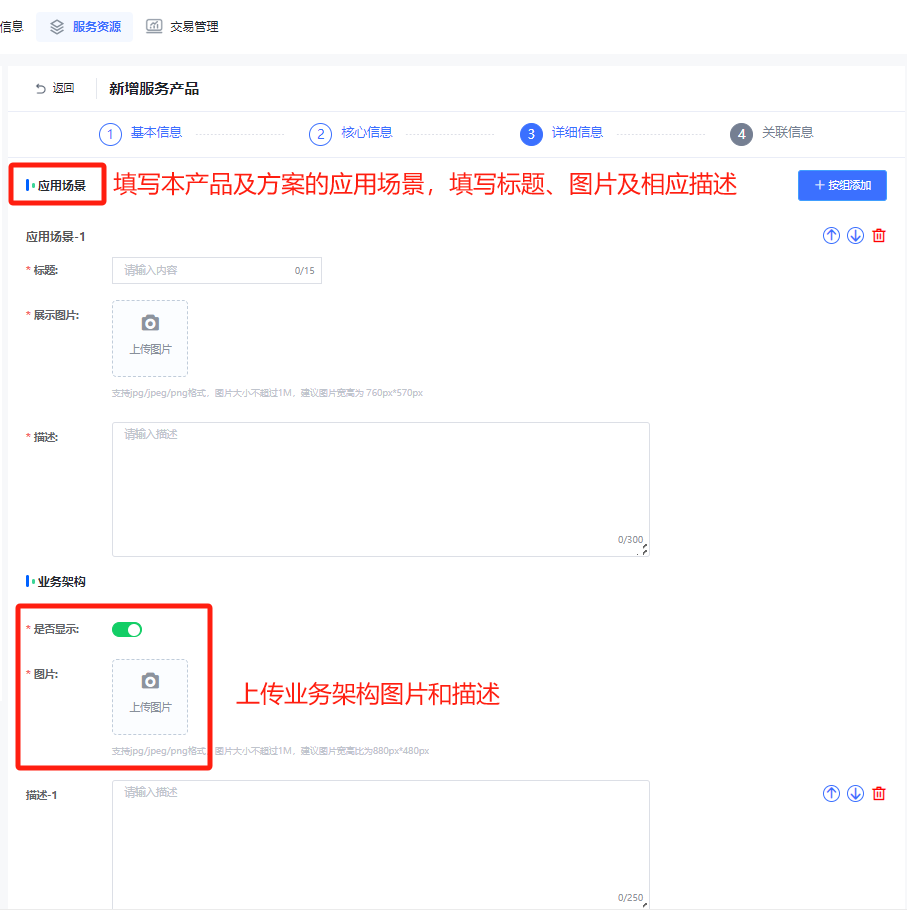 信息 服务资源 交易管理
返回 新增服务产品
1 基本信息 2 核心信息 3 详细信息 4 关联信息
应用场景 填写本产品及方案的应用场景，填写标题、图片及相应描述 + 按组添加
应用场景-1
* 标题: 请输入内容 0/15
* 展示图片:
上传图片
支持jpg/jpeg/png格式，图片大小不超过1M，建议图片宽高为 760px*570px
* 描述: 请输入描述
0/300
业务架构
* 是否显示:
* 图片:
上传图片
上传业务架构图片和描述
支持jpg/jpeg/png格式，图片大小不超过1M，建议图片宽高比为880px*480px
描述-1 请输入描述
0/250